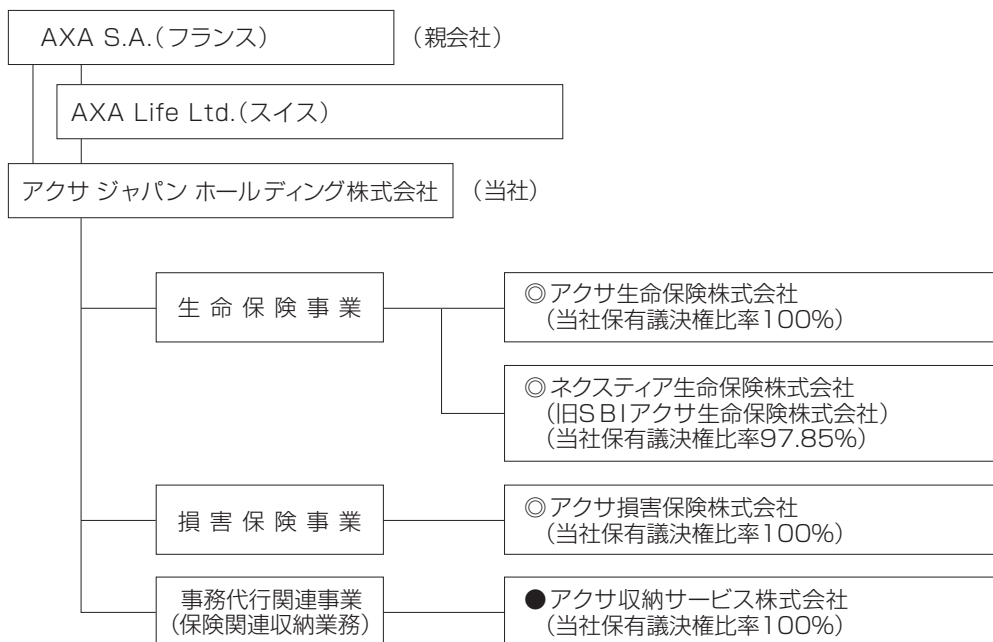 AXA S.A.(フランス) (親会社)
AXA Life Ltd.(スイス)
アクサ ジャパン ホールディング株式会社 (当社)
生命保険事業
◎アクサ生命保険株式会社
(当社保有議決権比率100%)
◎ネクスティア生命保険株式会社
(旧SBIアクサ生命保険株式会社)
(当社保有議決権比率97.85%)
損害保険事業
◎アクサ損害保険株式会社
(当社保有議決権比率100%)
事務代行関連事業
(保険関連収納業務)
●アクサ収納サービス株式会社
(当社保有議決権比率100%)